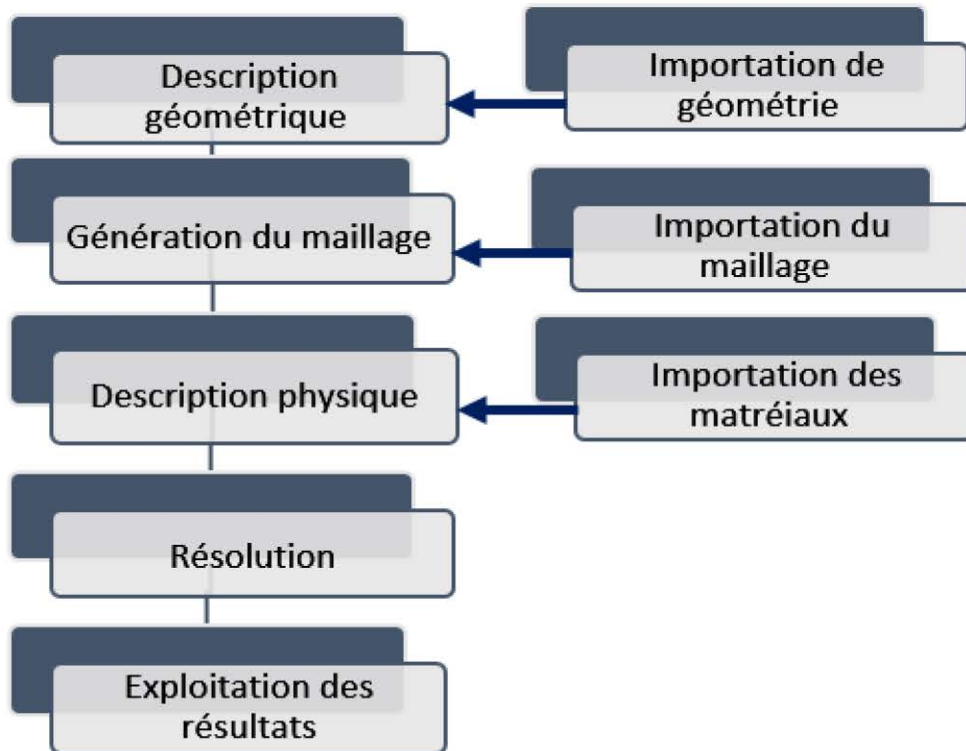 Description
géométrique
Importation de
géométrie
Génération du maillage
Importation du
maillage
Description physique
Importation des
matréiaux
Résolution
Exploitation des
résultats